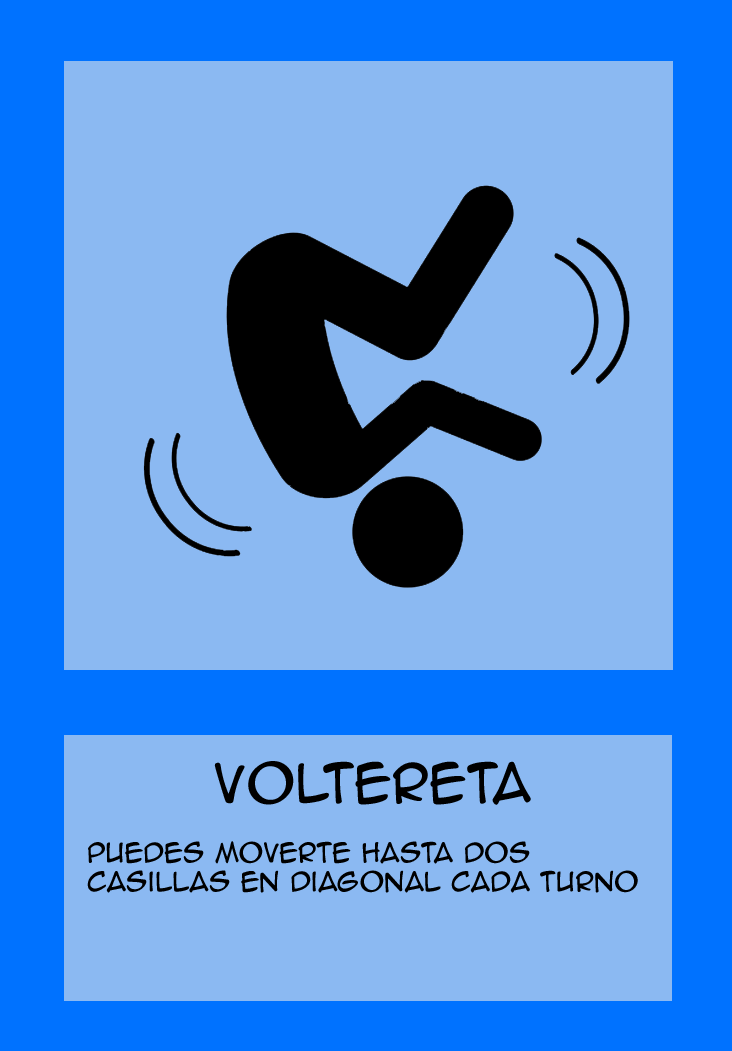 VOLTERETA
PUEDES MOVERTE HASTA DOS
CASILLAS EN DIAGONAL CADA TURNO